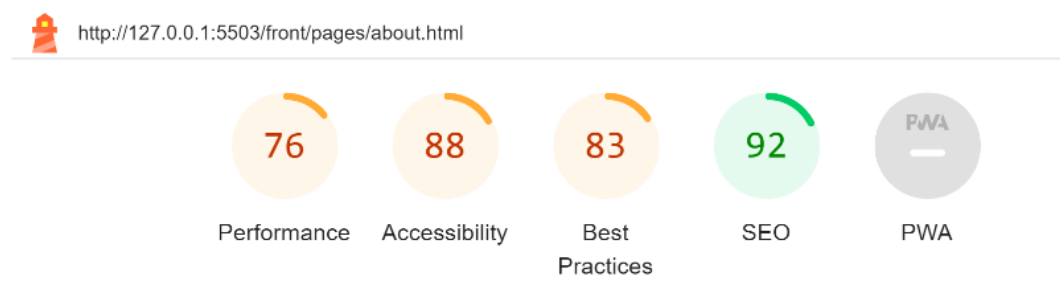 http://127.0.0.1:5503/front/pages/about.html
76
88
83
92
PWA
Performance
Accessibility
Best
Practices
SEO
PWA